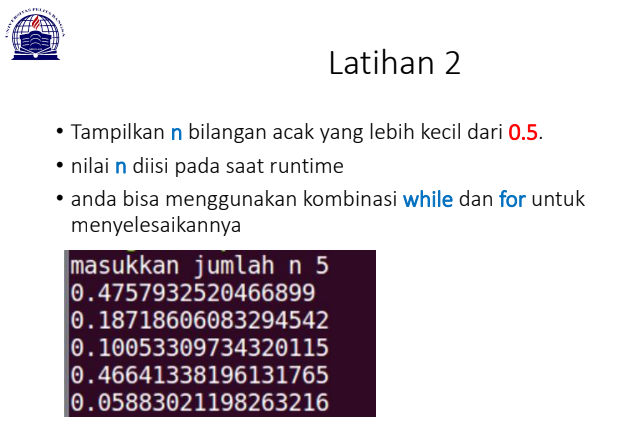 UNIVERSITAS PELITA BANGSA
Latihan 2
• Tampilkan n bilangan acak yang lebih kecil dari 0.5.
• nilai n diisi pada saat runtime
• anda bisa menggunakan kombinasi while dan for untuk
menyelesaikannya
masukkan jumlah n 5
0.4757932520466899
0.18718606083294542
0.10053309734320115
0.46641338196131765
0.05883021198263216